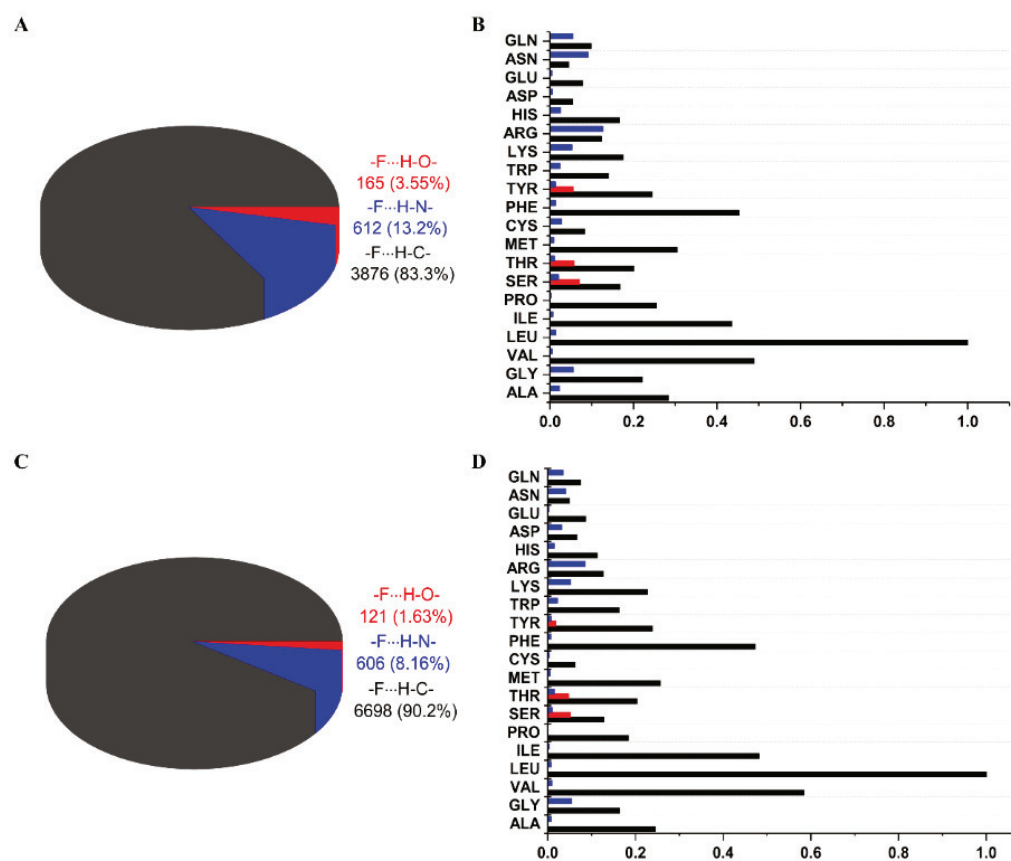 A
-F···H-O-
165 (3.55%)
-F···H-N-
612 (13.2%)
-F···H-C-
3876 (83.3%)
B
GLN
ASN
GLU
ASP
HIS
ARG
LYS
TRP
TYR
PHE
CYS
MET
THR
SER
PRO
ILE
LEU
VAL
GLY
ALA
0.0 0.2 0.4 0.6 0.8 1.0
C
-F···H-O-
121 (1.63%)
-F···H-N-
606 (8.16%)
-F···H-C-
6698 (90.2%)
D
GLN
ASN
GLU
ASP
HIS
ARG
LYS
TRP
TYR
PHE
CYS
MET
THR
SER
PRO
ILE
LEU
VAL
GLY
ALA
0.0 0.2 0.4 0.6 0.8 1.0